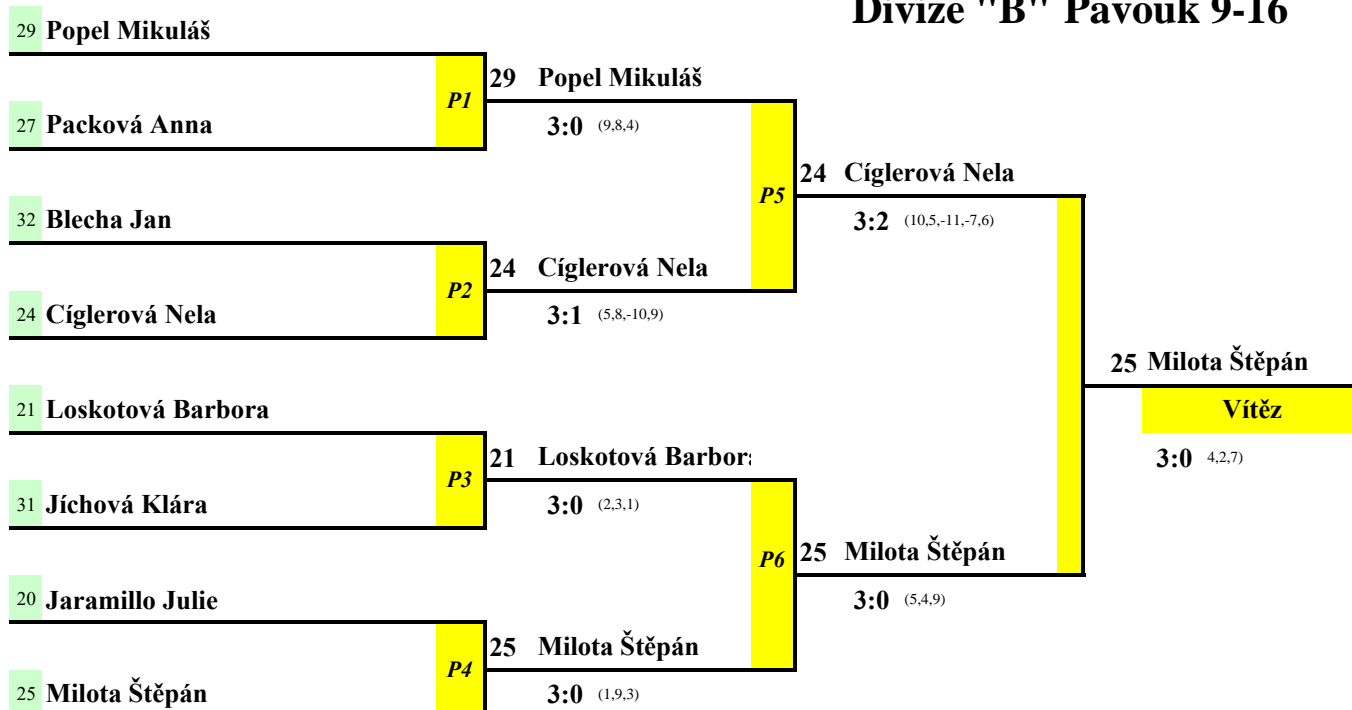 Divize "B" Pavouk 9-16
29 Popel Mikuláš
29 Popel Mikuláš
P1
27 Packová Anna
3:0 (9,8,4)
24 Cíglerová Nela
P5
32 Blecha Jan
3:2 (10,5,-11,-7,6)
24 Cíglerová Nela
P2
24 Cíglerová Nela
3:1 (5,8,-10,9)
25 Milota Štěpán
21 Loskotová Barbora
Vítěz
21 Loskotová Barbor
3:0 4,2,7)
P3
31 Jíchová Klára
3:0 (2,3,1)
25 Milota Štěpán
P6
20 Jaramillo Julie
3:0 (5,4,9)
25 Milota Štěpán
P4
25 Milota Štěpán
3:0 (1,9,3)